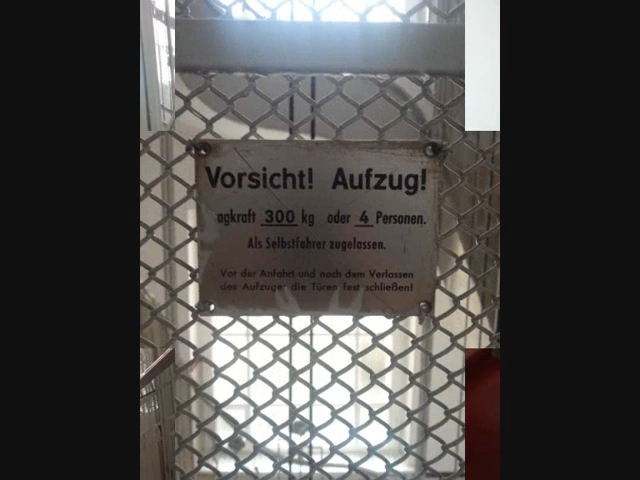 Vorsicht! Aufzug!
agkraft 300 kg oder 4 Personen.
Als Selbstfahrer zugelassen.
Vor der Anfahrt und nach dem Verlassen
des Aufzuges die Türen fest schließen!